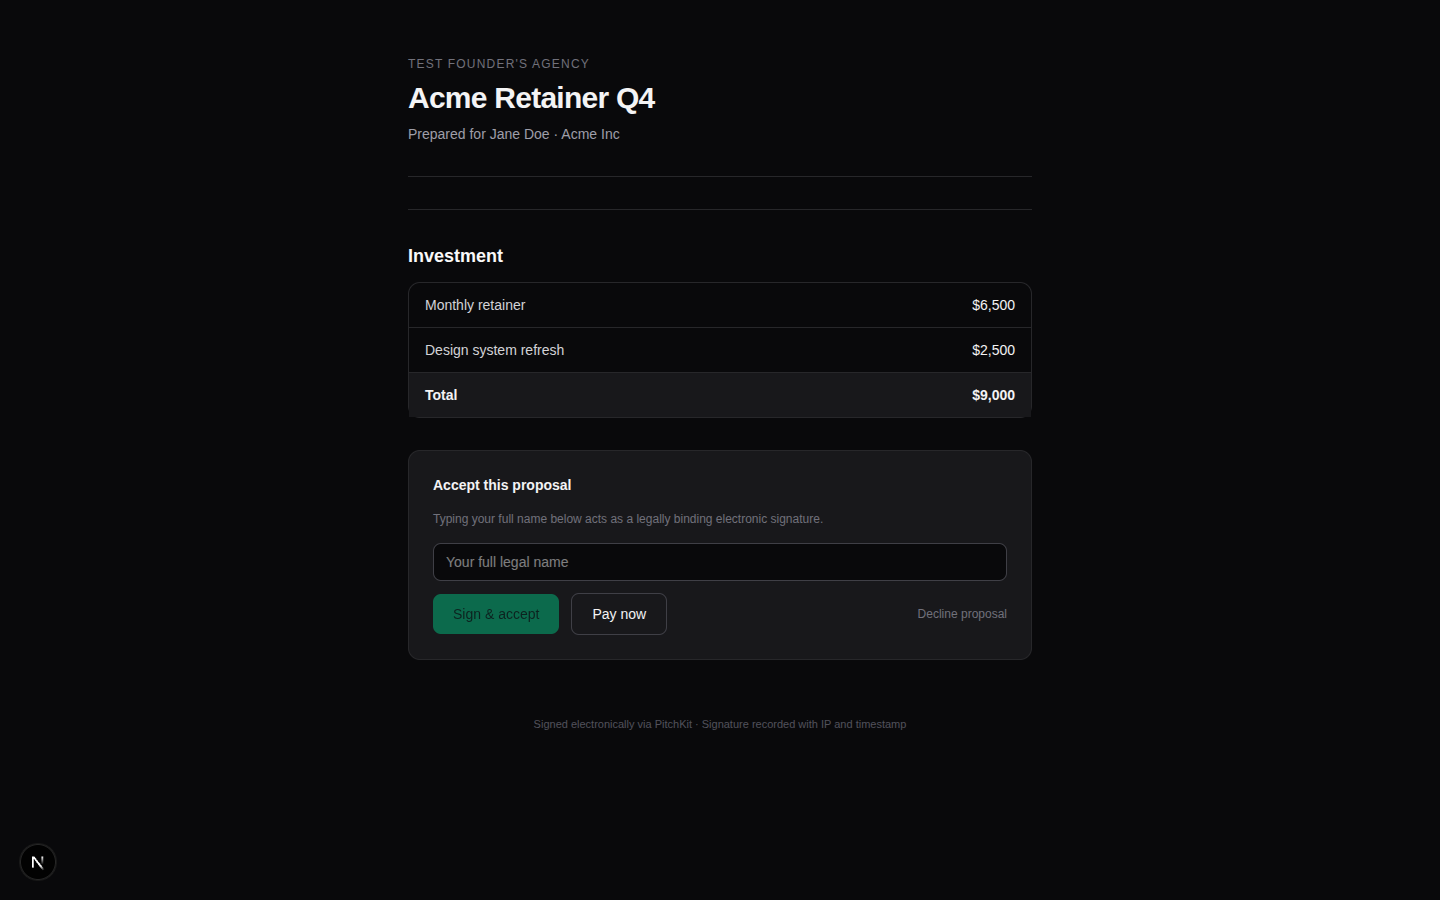 TEST FOUNDER'S AGENCY
Acme Retainer Q4
Prepared for Jane Doe · Acme Inc
Investment
Monthly retainer $6,500
Design system refresh $2,500
Total $9,000
Accept this proposal
Typing your full name below acts as a legally binding electronic signature.
Your full legal name
Sign & accept Pay now Decline proposal
Signed electronically via PitchKit · Signature recorded with IP and timestamp
N